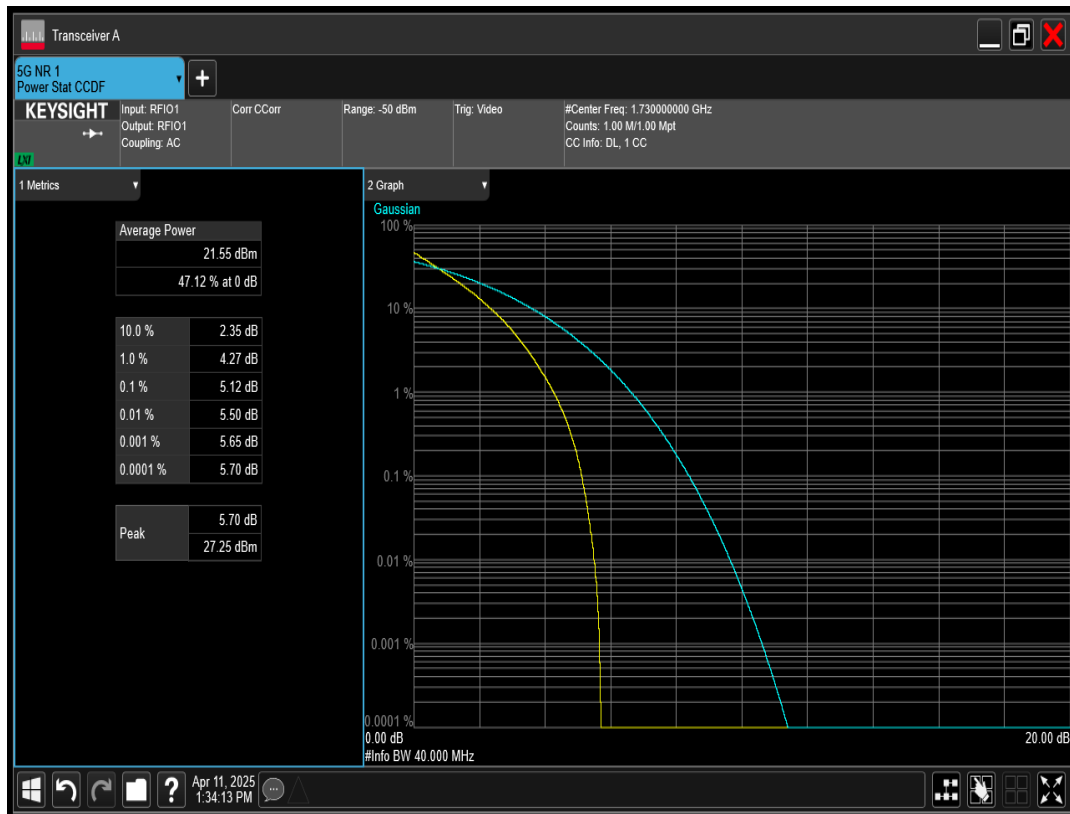 Transceiver A
5G NR 1
Power Stat CCDF
+
KEYSIGHT
LXI
Input: RFIO1
Output: RFIO1
Coupling: AC
Corr CCorr
Range: -50 dBm
Trig: Video
#Center Freq: 1.730000000 GHz
Counts: 1.00 M/1.00 Mpt
CC Info: DL, 1 CC
1 Metrics
Average Power
21.55 dBm
47.12 % at 0 dB
10.0 % 2.35 dB
1.0 % 4.27 dB
0.1 % 5.12 dB
0.01 % 5.50 dB
0.001 % 5.65 dB
0.0001 % 5.70 dB
Peak 5.70 dB
27.25 dBm
2 Graph
Gaussian
100 %
10 %
1 %
0.1 %
0.01 %
0.001 %
0.0001 %
0.00 dB 20.00 dB
#Info BW 40.000 MHz
?
Apr 11, 2025
1:34:13 PM